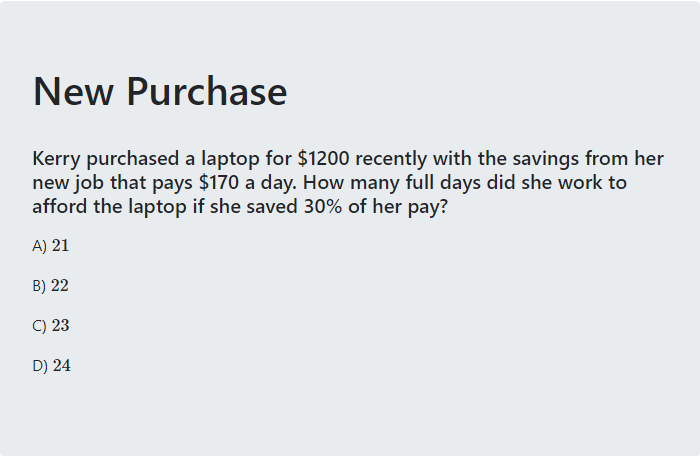 New Purchase
Kerry purchased a laptop for $1200 recently with the savings from her
new job that pays $170 a day. How many full days did she work to
afford the laptop if she saved 30% of her pay?
A) 21
B) 22
C) 23
D) 24